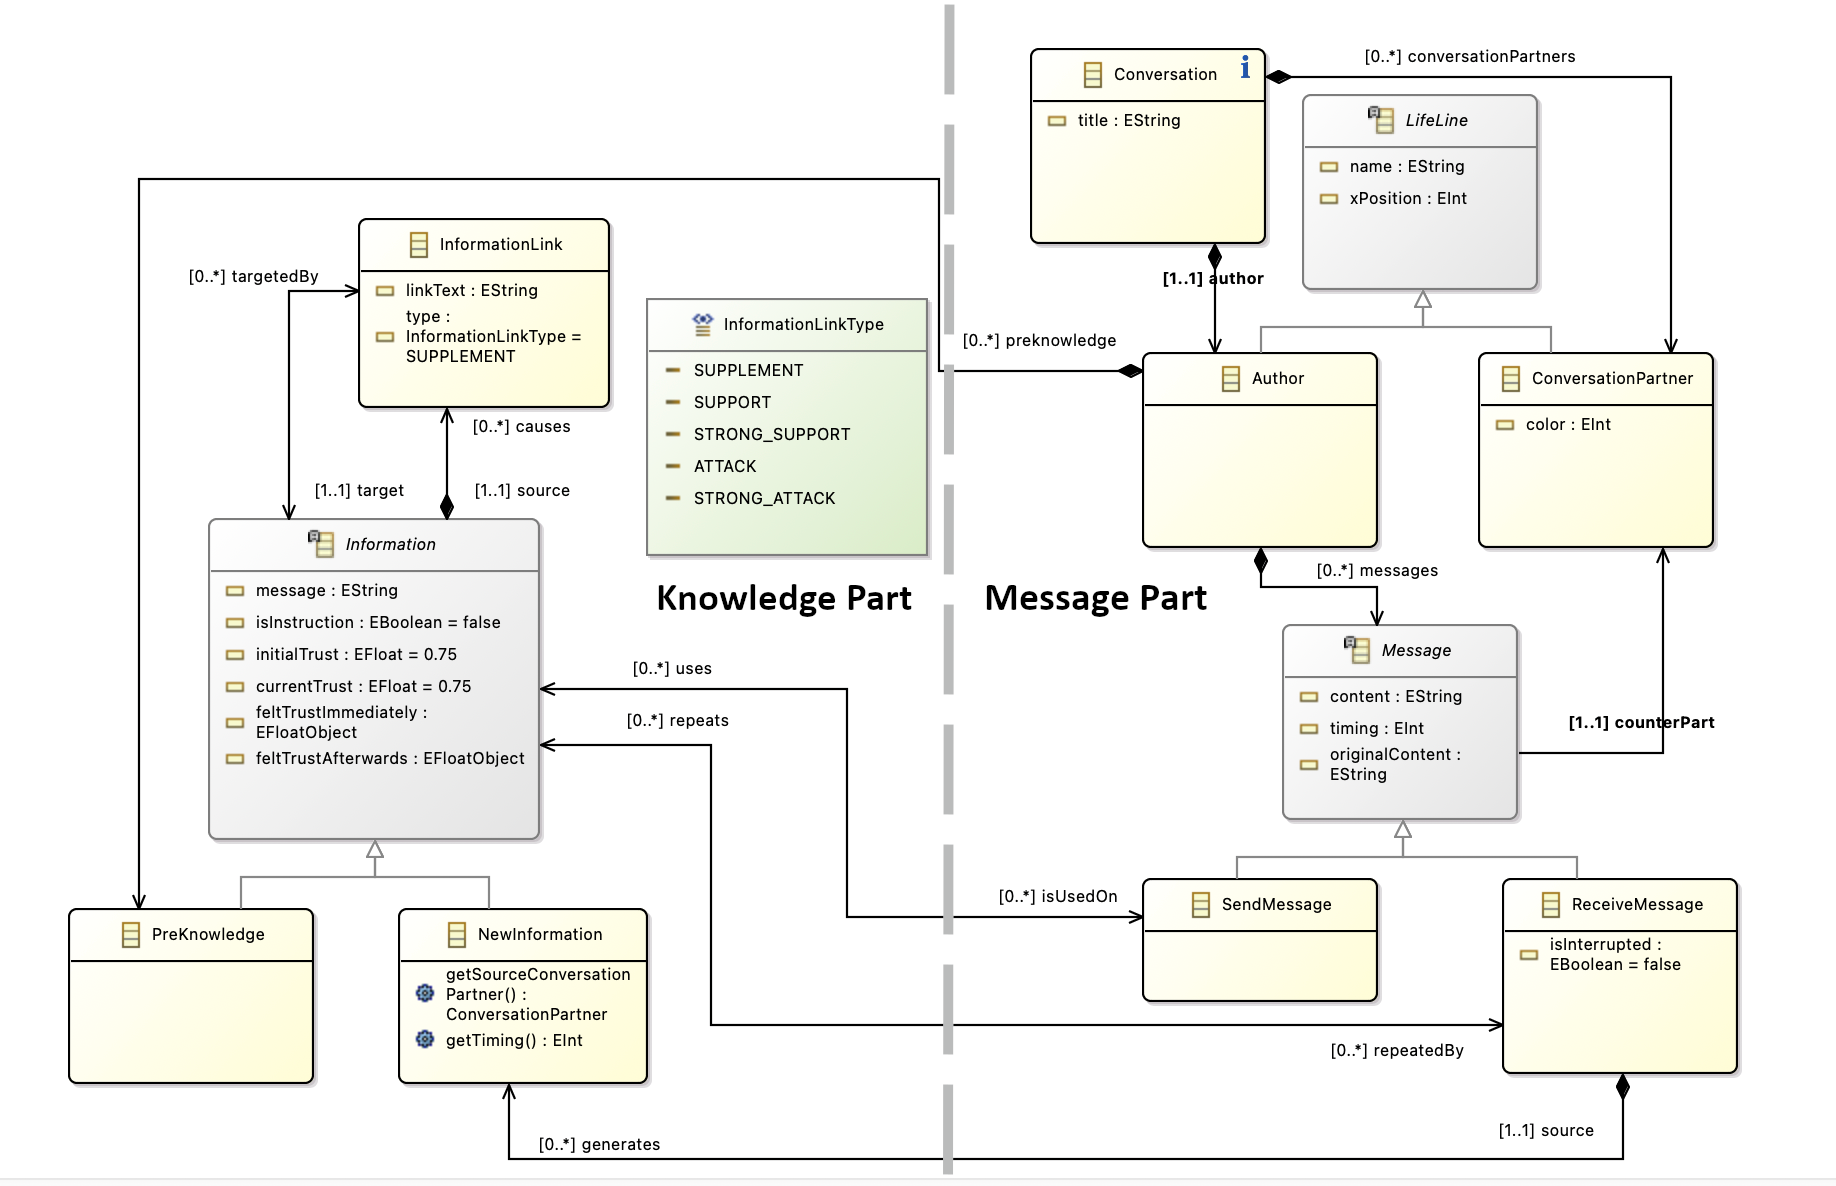 Conversation
title : EString
[0..*] conversationPartners
LifeLine
name : EString
xPosition : EInt
[1..1] author
InformationLink
linkText : EString
type :
InformationLinkType =
SUPPLEMENT
[0..*] targetedBy
InformationLinkType
SUPPLEMENT
SUPPORT
STRONG_SUPPORT
ATTACK
STRONG_ATTACK
[0..*] preknowledge
Author
ConversationPartner
color : EInt
[0..*] causes
[1..1] target
[1..1] source
Information
message : EString
isInstruction : EBoolean = false
initialTrust : EFloat = 0.75
currentTrust : EFloat = 0.75
feltTrustImmediately :
EFloatObject
feltTrustAfterwards : EFloatObject
Knowledge Part
Message Part
[0..*] messages
Message
content : EString
timing : EInt
originalContent :
EString
[1..1] counterPart
[0..*] uses
[0..*] repeats
PreKnowledge
NewInformation
getSourceConversation
Partner() :
ConversationPartner
getTiming() : EInt
[0..*] isUsedOn
SendMessage
ReceiveMessage
isInterrupted :
EBoolean = false
[0..*] repeatedBy
[0..*] generates
[1..1] source